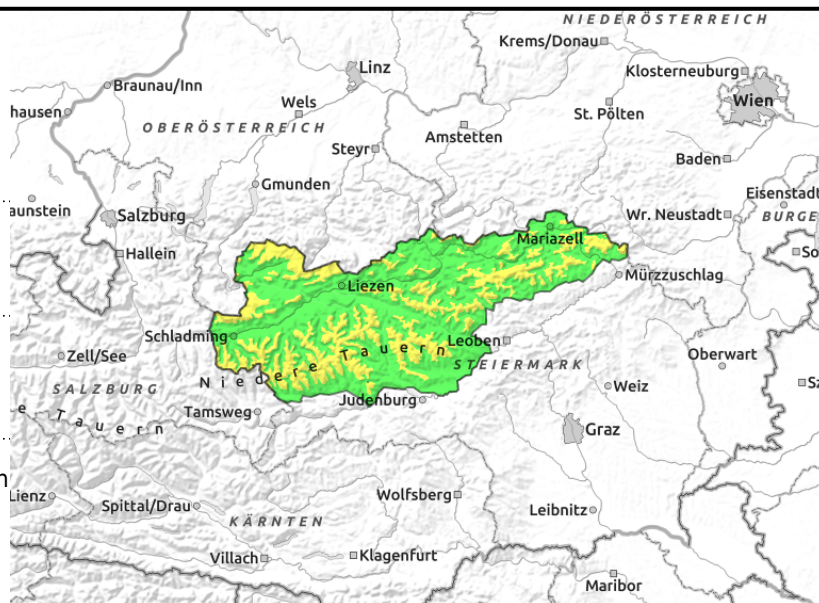 NIEDERÖSTERREICH
Krems/Donau
Linz
Klosterneuburg
Braunau/Inn
Wien
hausen
Wels
St. Pölten
OBERÖSTERREICH
Amstetten
Steyr
Baden
Gmunden
Eisenstadt
aunstein
Salzburg
Wr. Neustadt
BURGE
Mariazell
Hallein
So
Mürzzuschlag
Liezen
Schladming
Leoben
Zell/See
Niedere Tauern
Oberwart
STEIERMARK
SALZBURG
Weiz
Sz
Judenburg
Tamsweg
e Tauern
Graz
n
Lienz
Wolfsberg
Spittal/Drau
Leibnitz
KÄRNTEN
Villach
Klagenfurt
Maribor